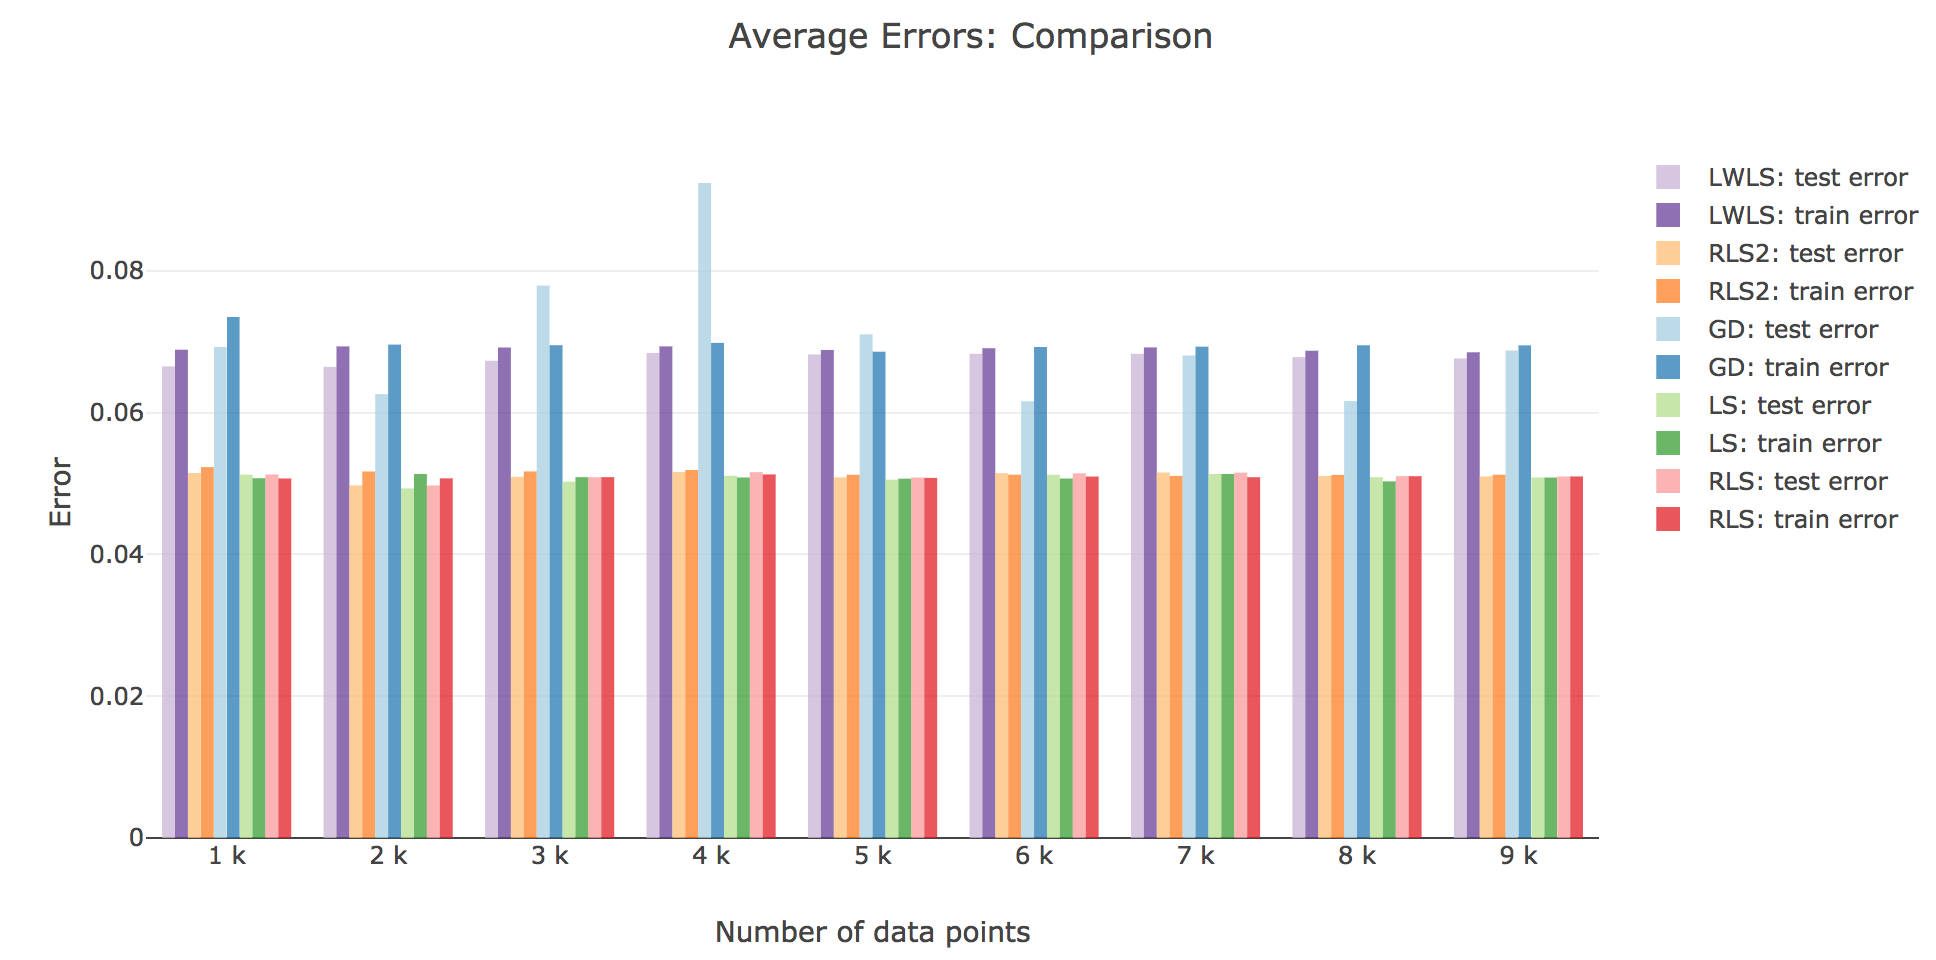 Average Errors: Comparison
LWLS: test error
LWLS: train error
RLS2: test error
RLS2: train error
GD: test error
GD: train error
LS: test error
LS: train error
RLS: test error
RLS: train error
Error
0.08
0.06
0.04
0.02
0
1 k 2 k 3 k 4 k 5 k 6 k 7 k 8 k 9 k
Number of data points